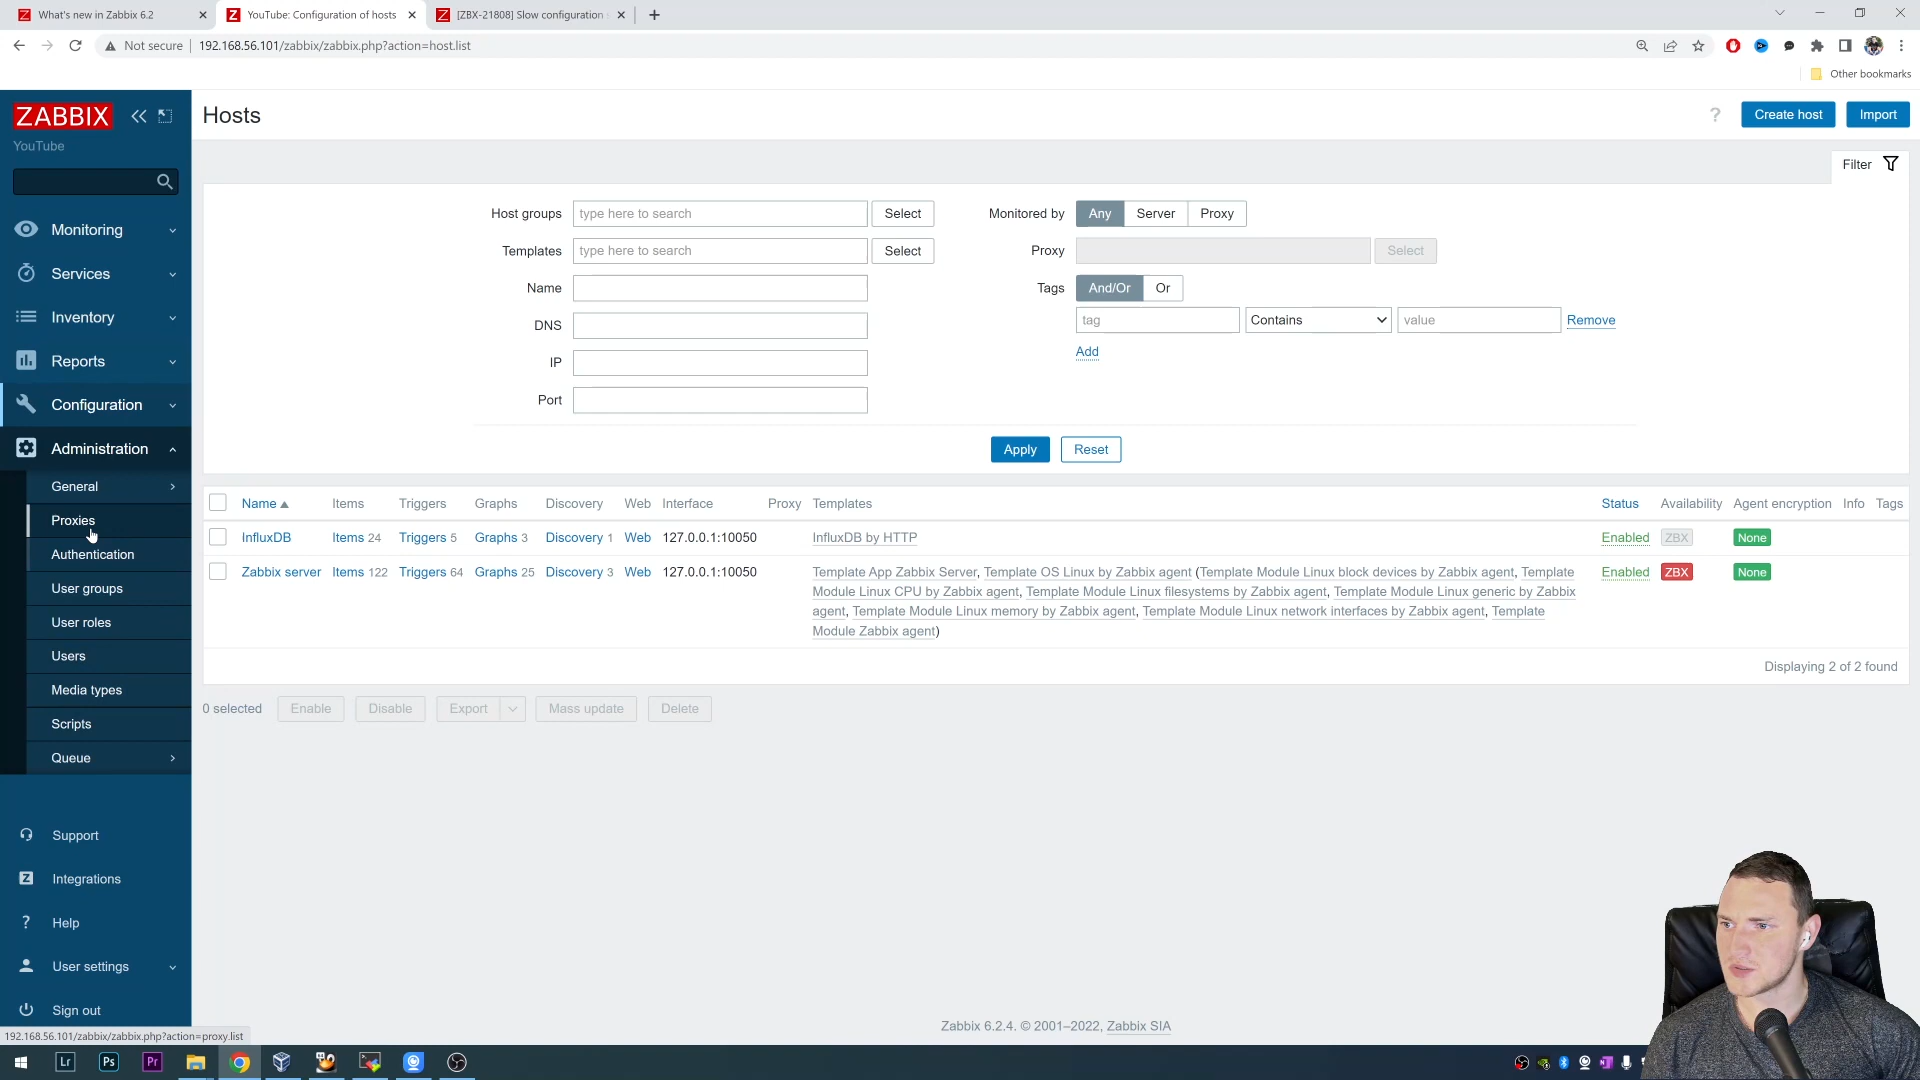 What's new in Zabbix 6.2
YouTube: Configuration of hosts
[ZBX-21808] Slow configuration
Not secure
192.168.56.101/zabbix/zabbix.php?action=host.list
Other bookmarks
ZABBIX
YouTube
Monitoring
Services
Inventory
Reports
Configuration
Administration
General
Proxies
Authentication
User groups
User roles
Users
Media types
Scripts
Queue
Support
Integrations
Help
User settings
Sign out
192.168.56.101/zabbix/zabbix.php?action=proxy.list
Hosts
? Create host Import
Filter
Host groups type here to search Select Monitored by Any Server Proxy
Templates type here to search Select Proxy Select
Name Tags And/Or Or
DNS tag Contains value Remove
Add
IP
Port
Apply Reset
Name Items Triggers Graphs Discovery Web Interface Proxy Templates Status Availability Agent encryption Info Tags
InfluxDB Items 24 Triggers 5 Graphs 3 Discovery 1 Web 127.0.0.1:10050 InfluxDB by HTTP Enabled ZBX None
Zabbix server Items 122 Triggers 64 Graphs 25 Discovery 3 Web 127.0.0.1:10050 Template App Zabbix Server, Template OS Linux by Zabbix agent (Template Module Linux block devices by Zabbix agent, Template Enabled ZBX None
Module Linux CPU by Zabbix agent, Template Module Linux filesystems by Zabbix agent, Template Module Linux generic by Zabbix
agent, Template Module Linux memory by Zabbix agent, Template Module Linux network interfaces by Zabbix agent, Template
Module Zabbix agent)
Displaying 2 of 2 found
0 selected Enable Disable Export Mass update Delete
Zabbix 6.2.4. © 2001–2022, Zabbix SIA
Lr Ps Pr